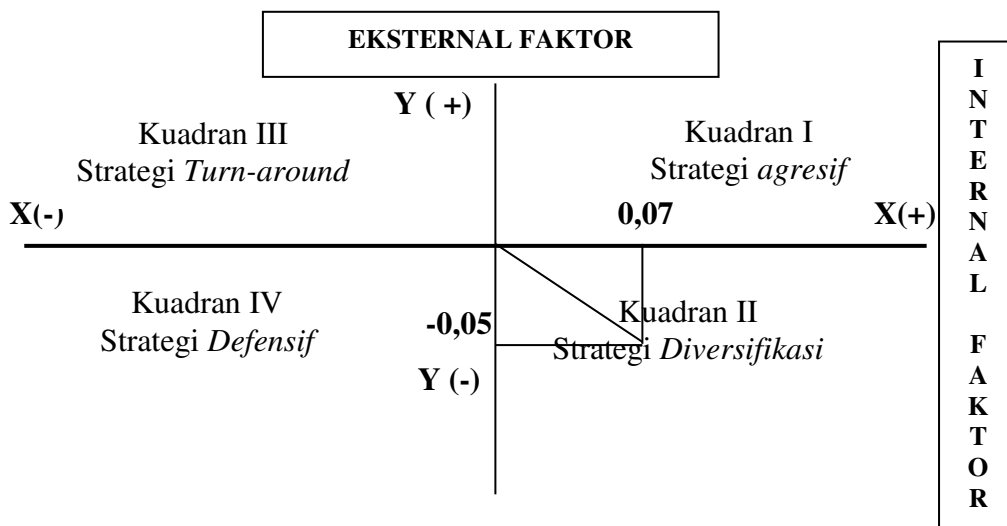 EKSTERNAL FAKTOR
Y ( +)
Kuadran III
Strategi Turn-around
Kuadran I
Strategi agresif
X(-)
0,07
X(+)
Kuadran IV
Strategi Defensif
-0,05
Kuadran II
Strategi Diversifikasi
Y (-)
I
N
T
E
R
N
A
L
F
A
K
T
O
R